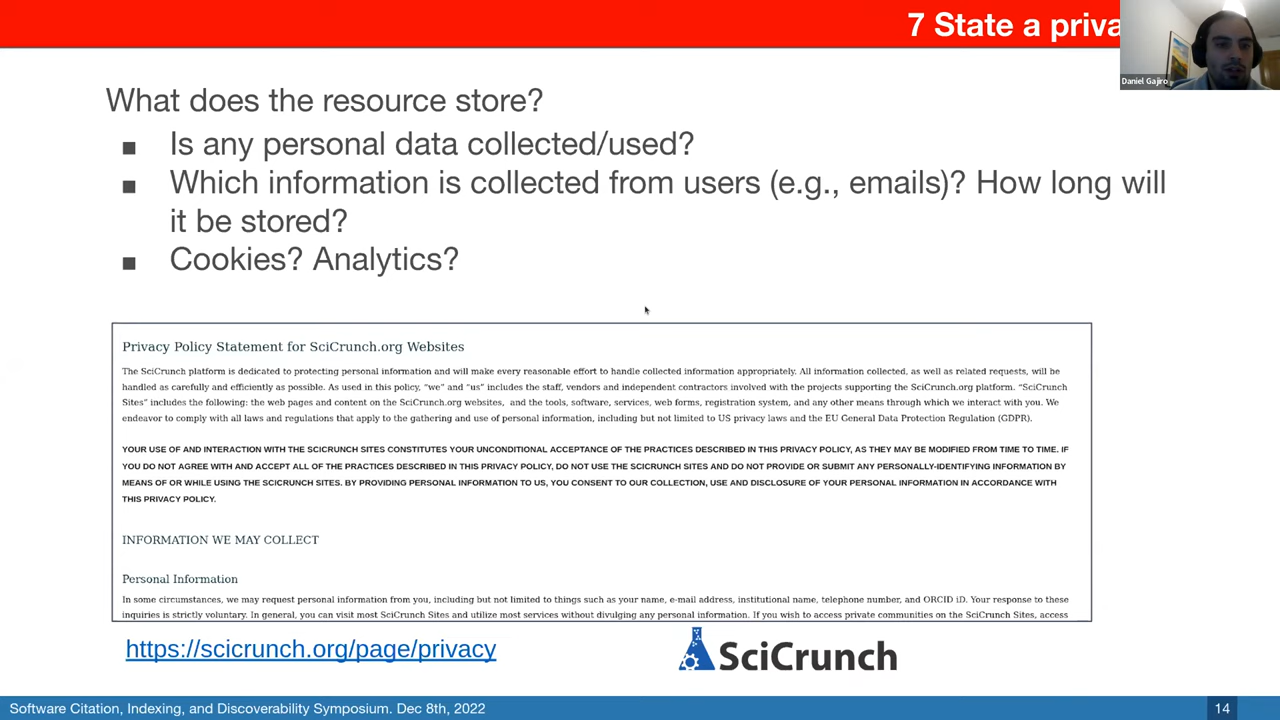 7 State a priva
Daniel Gajiro
What does the resource store?
■ Is any personal data collected/used?
■ Which information is collected from users (e.g., emails)? How long will
it be stored?
■ Cookies? Analytics?
Privacy Policy Statement for SciCrunch.org Websites
The SciCrunch platform is dedicated to protecting personal information and will make every reasonable effort to handle collected information appropriately. All information collected, as well as related requests, will be
handled as carefully and efficiently as possible. As used in this policy, “we” and “us” includes the staff, vendors and independent contractors involved with the projects supporting the SciCrunch.org platform. “SciCrunch
Sites” includes the following: the web pages and content on the SciCrunch.org websites, and the tools, software, services, web forms, registration system, and any other means through which we interact with you. We
endeavor to comply with all laws and regulations that apply to the gathering and use of personal information, including but not limited to US privacy laws and the EU General Data Protection Regulation (GDPR).
YOUR USE OF AND INTERACTION WITH THE SCICRUNCH SITES CONSTITUTES YOUR UNCONDITIONAL ACCEPTANCE OF THE PRACTICES DESCRIBED IN THIS PRIVACY POLICY, AS THEY MAY BE MODIFIED FROM TIME TO TIME. IF
YOU DO NOT AGREE WITH AND ACCEPT ALL OF THE PRACTICES DESCRIBED IN THIS PRIVACY POLICY, DO NOT USE THE SCICRUNCH SITES AND DO NOT PROVIDE OR SUBMIT ANY PERSONALLY-IDENTIFYING INFORMATION BY
MEANS OF OR WHILE USING THE SCICRUNCH SITES. BY PROVIDING PERSONAL INFORMATION TO US, YOU CONSENT TO OUR COLLECTION, USE AND DISCLOSURE OF YOUR PERSONAL INFORMATION IN ACCORDANCE WITH
THIS PRIVACY POLICY.
INFORMATION WE MAY COLLECT
Personal Information
In some circumstances, we may request personal information from you, including but not limited to things such as your name, e-mail address, institutional name, telephone number, and ORCID iD. Your response to these
inquiries is strictly voluntary. In general, you can visit most SciCrunch Sites and utilize most services without divulging any personal information. If you wish to access private communities on the SciCrunch Sites, access
https://scicrunch.org/page/privacy
SciCrunch
Software Citation, Indexing, and Discoverability Symposium. Dec 8th, 2022
14